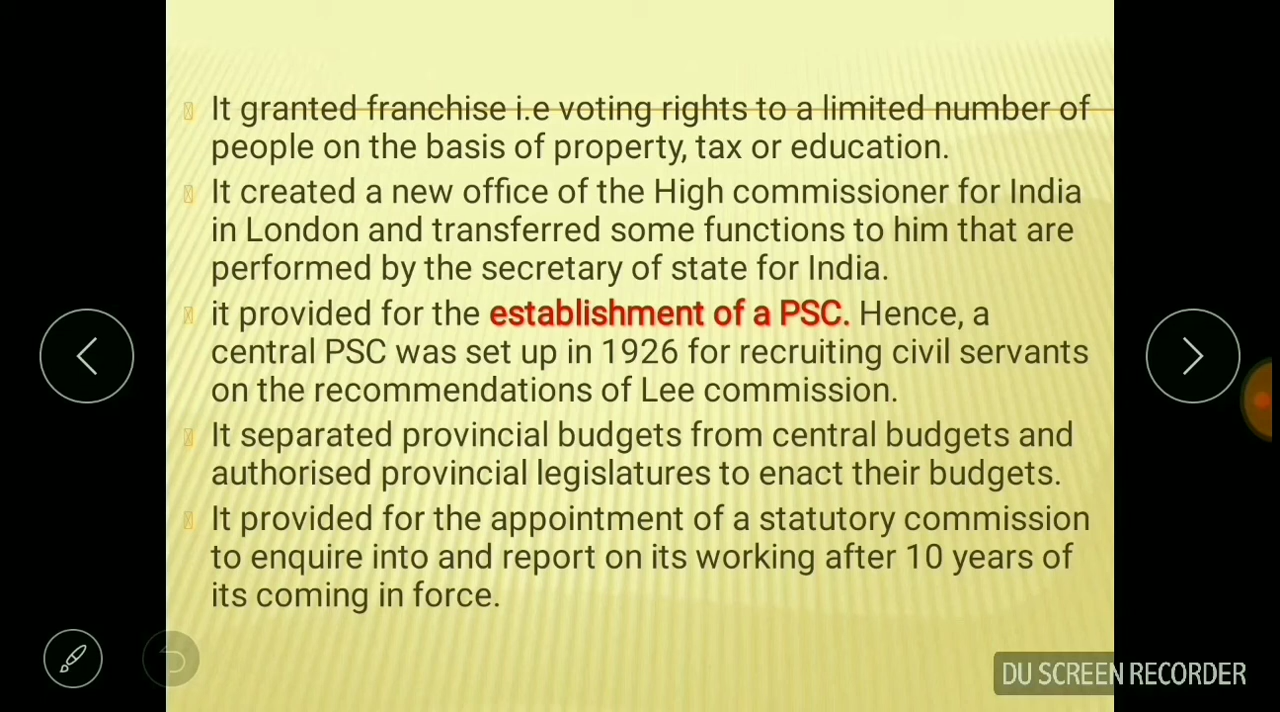 It granted franchise i.e voting rights to a limited number of
people on the basis of property, tax or education.
It created a new office of the High commissioner for India
in London and transferred some functions to him that are
performed by the secretary of state for India.
it provided for the establishment of a PSC. Hence, a
central PSC was set up in 1926 for recruiting civil servants
on the recommendations of Lee commission.
It separated provincial budgets from central budgets and
authorised provincial legislatures to enact their budgets.
It provided for the appointment of a statutory commission
to enquire into and report on its working after 10 years of
its coming in force.
DU SCREEN RECORDER